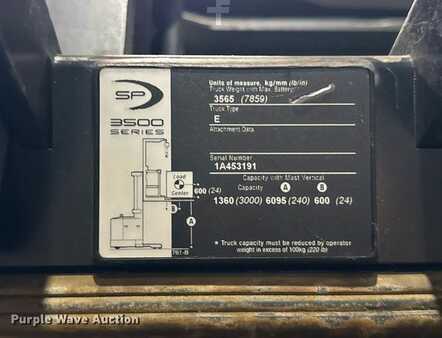 SP
3500
SERIES
Load
Center
600 (24)
B
A
761-B
Units of measure, kg/mm (lb/in)
Truck Weight with Max. Battery
3565 (7859)
Truck Type
E
Attachment Data
Serial Number
1A453191
Capacity with Mast Vertical
Capacity A B
1360 (3000) 6095 (240) 600 (24)
* Truck capacity must be reduced by operator
weight in excess of 100kg (220 lb)
Purple Wave Auction